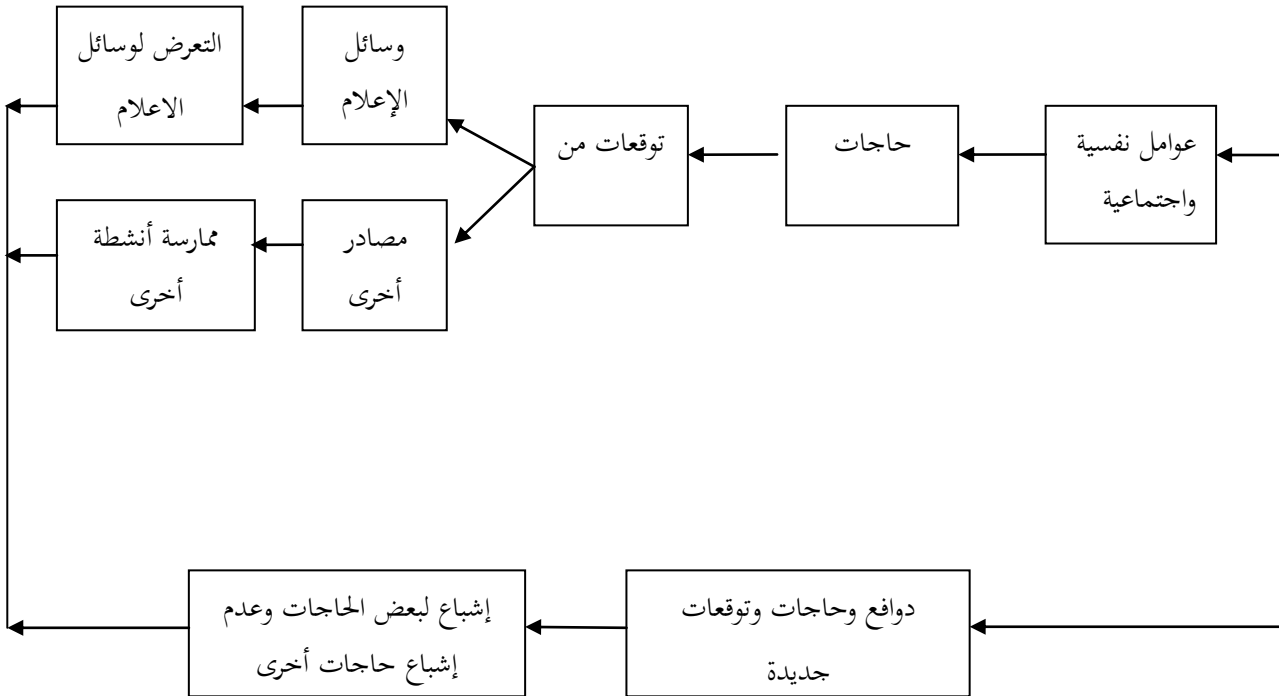 عوامل نفسية
واجتماعية
حاجات
توقعات من
وسائل
الإعلام
التعرض لوسائل
الاعلام
مصادر
أخرى
ممارسة أنشطة
أخرى
دوافع وحاجات وتوقعات
جديدة
إشباع لبعض الحاجات وعدم
إشباع حاجات أخرى